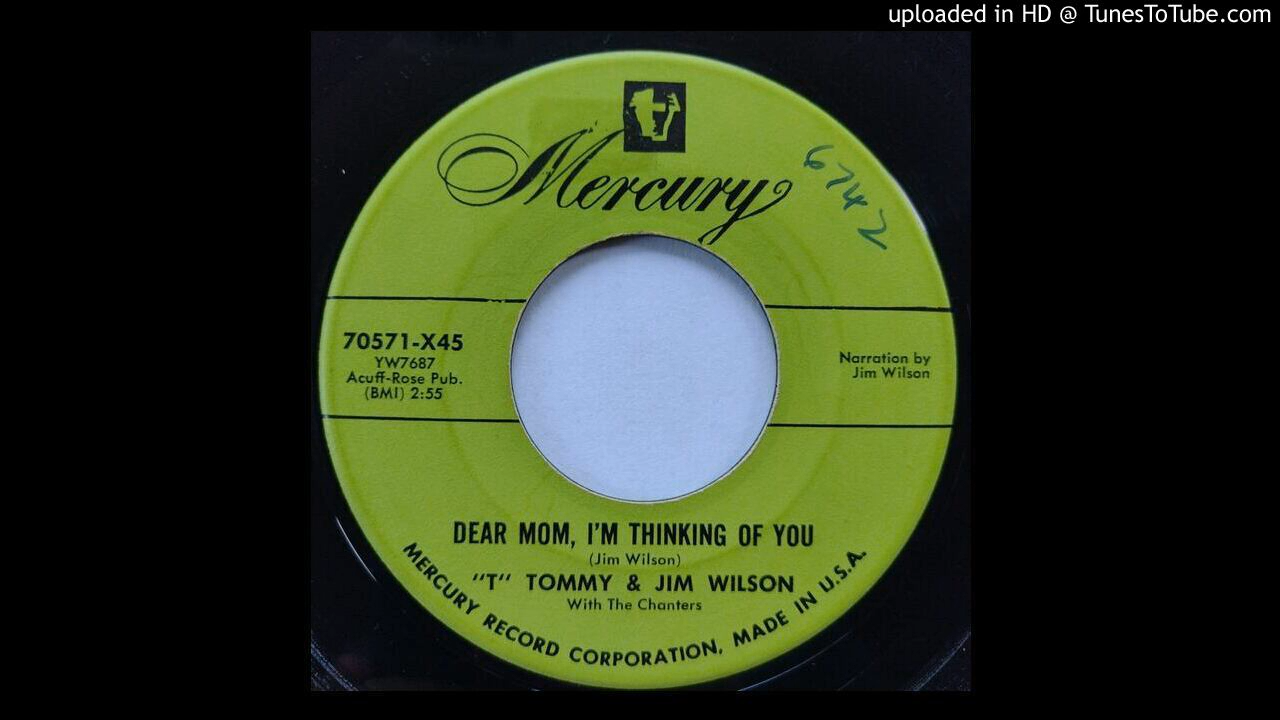 uploaded in HD @ TunesToTube.com
Mercury
6742
70571-X45
YW7687
Acuff-Rose Pub.
(BMI) 2:55
Narration by
Jim Wilson
DEAR MOM, I'M THINKING OF YOU
(Jim Wilson)
"T" TOMMY & JIM WILSON
With The Chanters
MERCURY RECORD CORPORATION, MADE IN U.S.A.